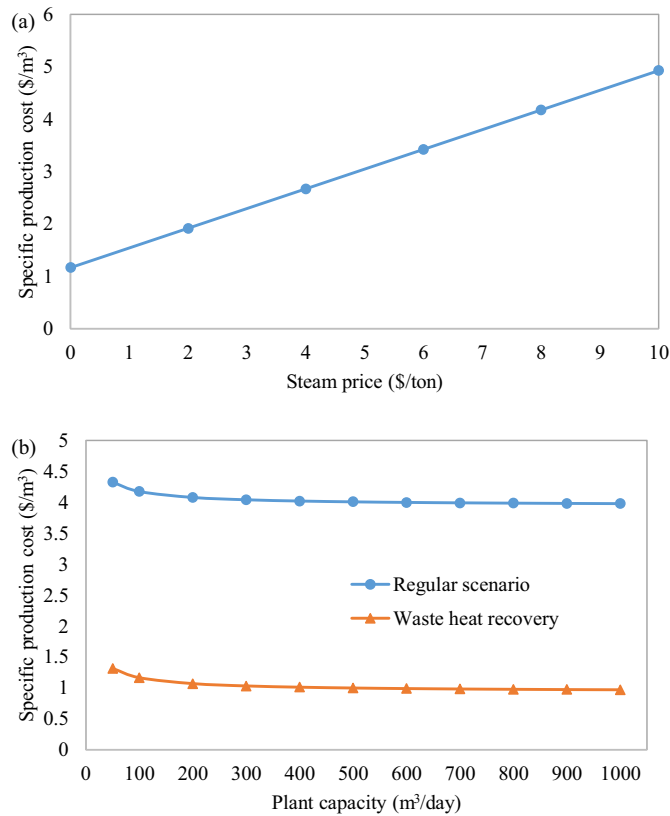 (a)
Specific production cost ($/m³)
6
5
4
3
2
1
0
0 1 2 3 4 5 6 7 8 9 10
Steam price ($/ton)
(b)
Specific production cost ($/m³)
5
4.5
4
3.5
3
2.5
2
1.5
1
0.5
0
Regular scenario
Waste heat recovery
0 100 200 300 400 500 600 700 800 900 1000
Plant capacity (m³/day)